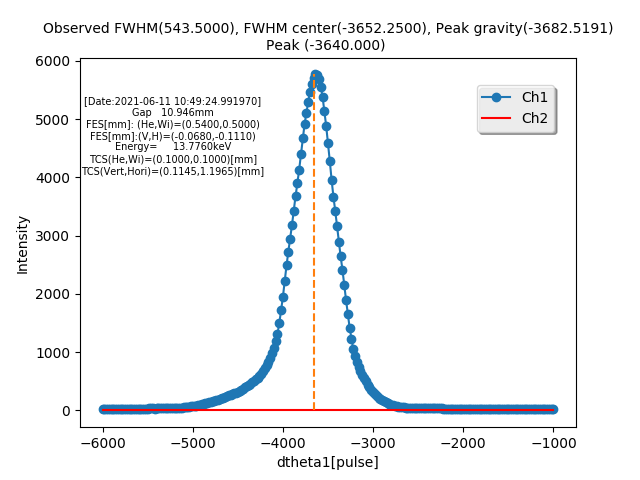 Observed FWHM(543.5000), FWHM center(-3652.2500), Peak gravity(-3682.5191)
Peak (-3640.000)
6000
5000
4000
3000
2000
1000
0
Intensity
[Date:2021-06-11 10:49:24.991970]
Gap   10.946mm
FES[mm]: (He,Wi)=(0.5400,0.5000)
FES[mm]:(V,H)=(-0.0680,-0.1110)
Energy=     13.7760keV
TCS(He,Wi)=(0.1000,0.1000)[mm]
TCS(Vert,Hori)=(0.1145,1.1965)[mm]
Ch1
Ch2
−6000 −5000 −4000 −3000 −2000 −1000
dtheta1[pulse]